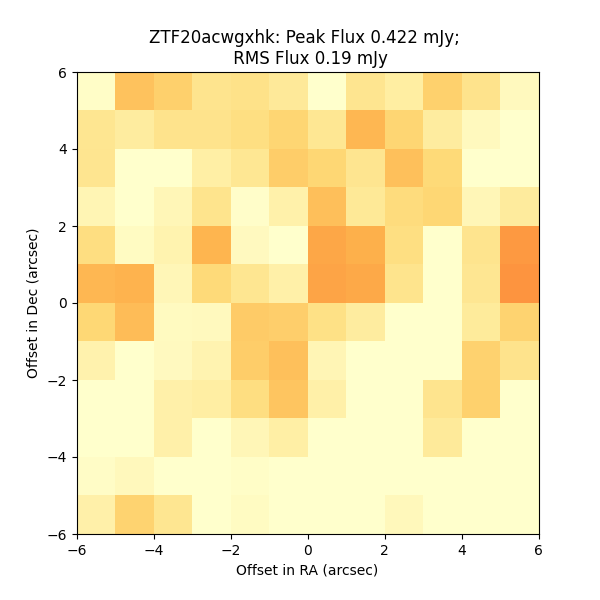 ZTF20acwgxhk: Peak Flux 0.422 mJy;
RMS Flux 0.19 mJy
6
4
2
0
−2
−4
−6
Offset in Dec (arcsec)
−6 −4 −2 0 2 4 6
Offset in RA (arcsec)